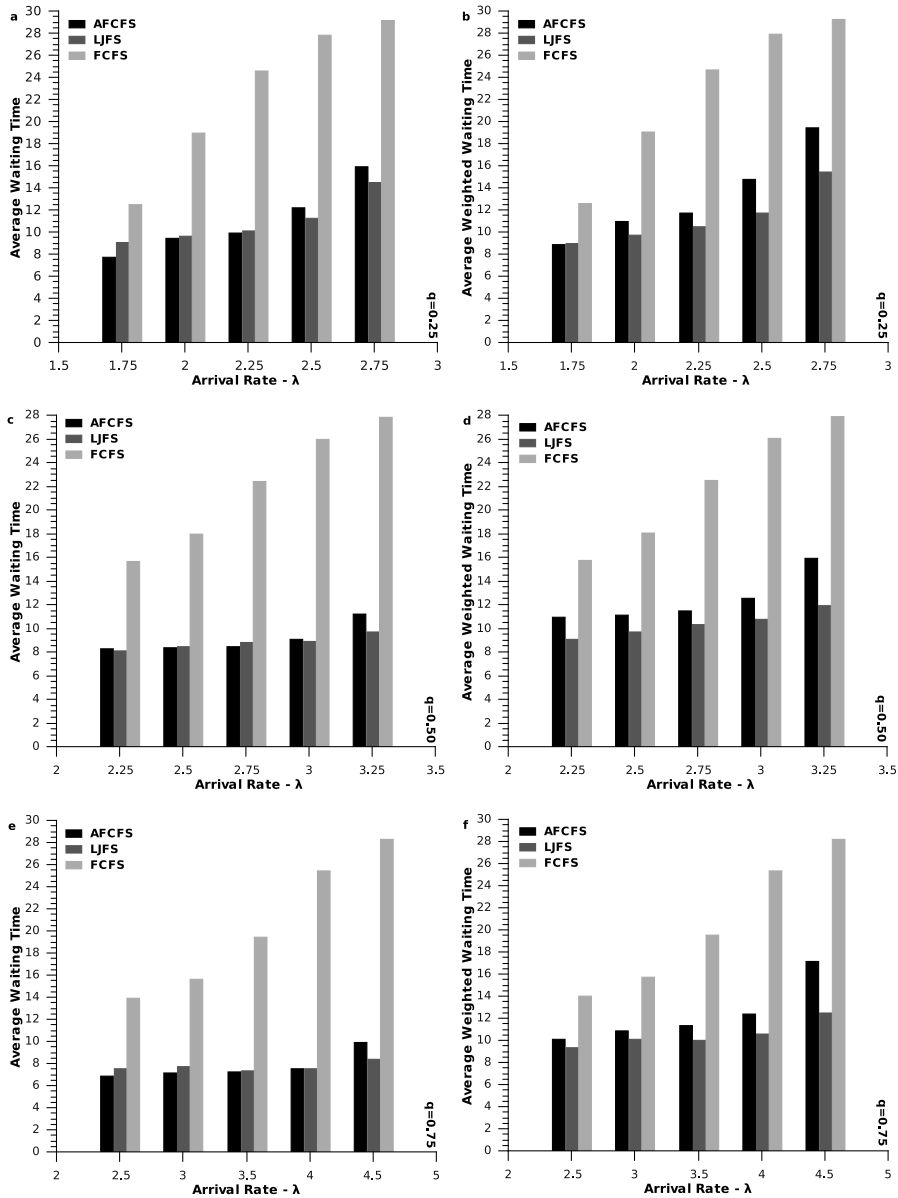 a
AFCFS
LJFS
FCFS
Average Waiting Time
30
28
26
24
22
20
18
16
14
12
10
8
6
4
2
0
q=0.25
1.5 1.75 2 2.25 2.5 2.75 3
Arrival Rate - λ
b
AFCFS
LJFS
FCFS
Average Weighted Waiting Time
30
28
26
24
22
20
18
16
14
12
10
8
6
4
2
0
q=0.25
1.5 1.75 2 2.25 2.5 2.75 3
Arrival Rate - λ
c
AFCFS
LJFS
FCFS
Average Waiting Time
28
26
24
22
20
18
16
14
12
10
8
6
4
2
0
q=0.50
2 2.25 2.5 2.75 3 3.25 3.5
Arrival Rate - λ
d
AFCFS
LJFS
FCFS
Average Weighted Waiting Time
28
26
24
22
20
18
16
14
12
10
8
6
4
2
0
q=0.50
2 2.25 2.5 2.75 3 3.25 3.5
Arrival Rate - λ
e
AFCFS
LJFS
FCFS
Average Waiting Time
30
28
26
24
22
20
18
16
14
12
10
8
6
4
2
0
q=0.75
2 2.5 3 3.5 4 4.5 5
Arrival Rate - λ
f
AFCFS
LJFS
FCFS
Average Weighted Waiting Time
30
28
26
24
22
20
18
16
14
12
10
8
6
4
2
0
q=0.75
2 2.5 3 3.5 4 4.5 5
Arrival Rate - λ